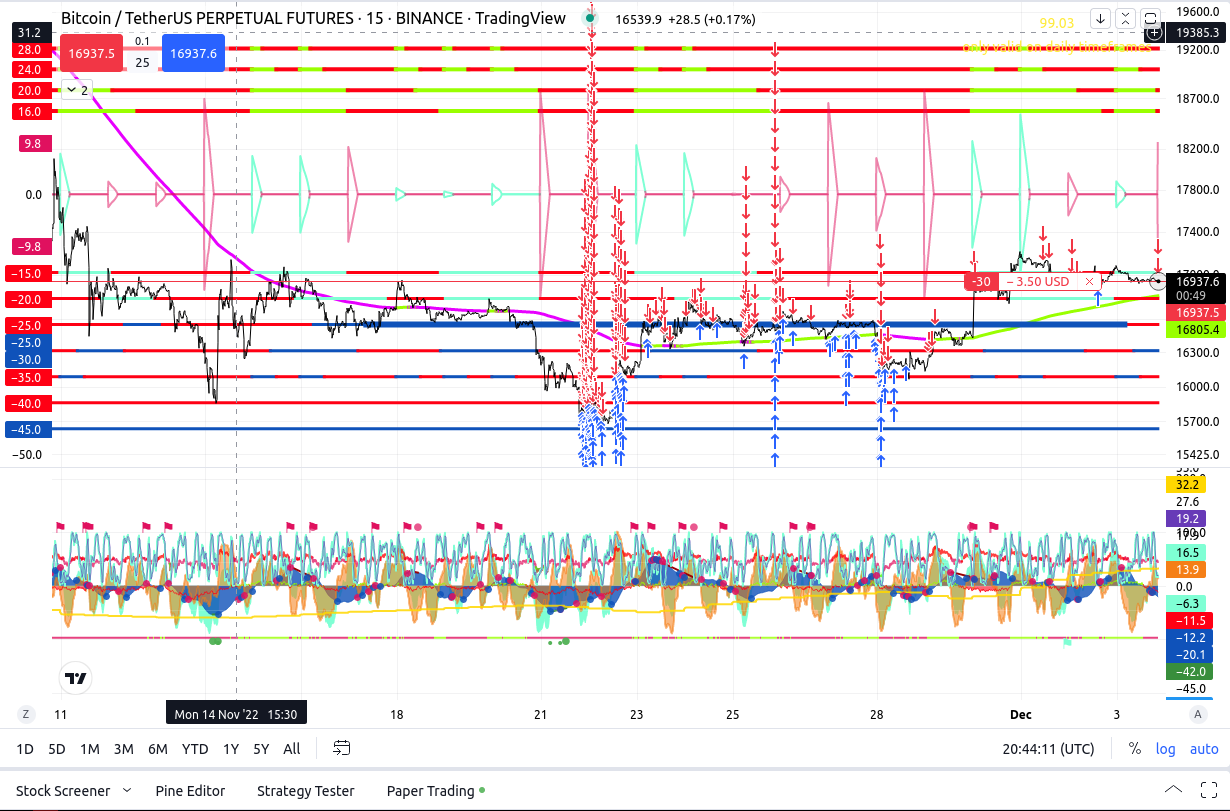 Bitcoin / TetherUS PERPETUAL FUTURES · 15 · BINANCE · TradingView
16539.9 +28.5 (+0.17%)
99.03
only valid on daily timeframes
16937.5
0.1
25
16937.6
2
31.2
28.0
24.0
20.0
16.0
9.8
0.0
−9.8
−15.0
−20.0
−25.0
−25.0
−30.0
−35.0
−40.0
−45.0
−50.0
-30
− 3.50 USD
19600.0
19385.3
19200.0
18700.0
18200.0
17800.0
17400.0
16937.6
00:49
16937.5
16805.4
16300.0
16000.0
15700.0
15425.0
32.2
27.6
19.2
16.5
13.9
0.0
−6.3
−11.5
−12.2
−20.1
−42.0
−45.0
Z
11
Mon 14 Nov '22 15:30
18
21
23
25
28
Dec
3
A
1D
5D
1M
3M
6M
YTD
1Y
5Y
All
20:44:11 (UTC)
%
log
auto
Stock Screener
Pine Editor
Strategy Tester
Paper Trading